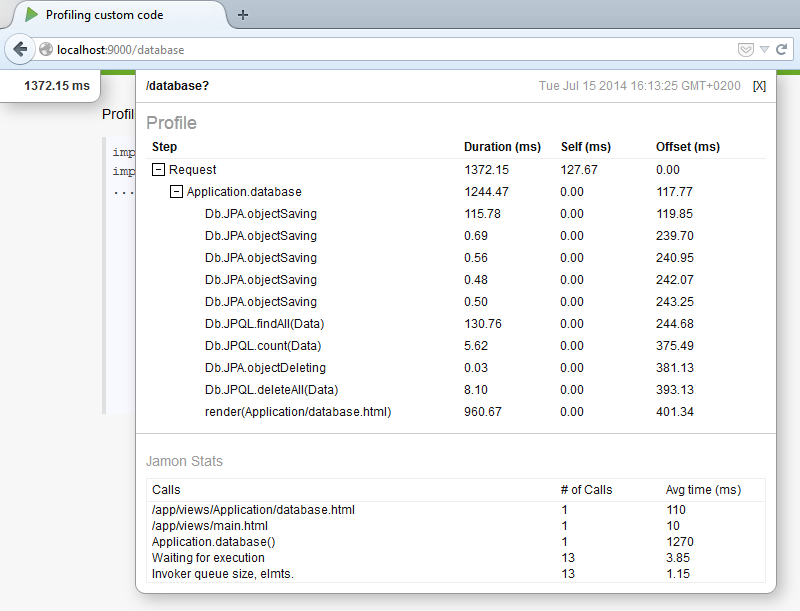 Profiling custom code
localhost:9000/database
1372.15 ms
/database? Tue Jul 15 2014 16:13:25 GMT+0200 [X]
Profil
imp
imp
...
Profile
Step Duration (ms) Self (ms) Offset (ms)
Request 1372.15 127.67 0.00
Application.database 1244.47 0.00 117.77
Db.JPA.objectSaving 115.78 0.00 119.85
Db.JPA.objectSaving 0.69 0.00 239.70
Db.JPA.objectSaving 0.56 0.00 240.95
Db.JPA.objectSaving 0.48 0.00 242.07
Db.JPA.objectSaving 0.50 0.00 243.25
Db.JPQL.findAll(Data) 130.76 0.00 244.68
Db.JPQL.count(Data) 5.62 0.00 375.49
Db.JPA.objectDeleting 0.03 0.00 381.13
Db.JPQL.deleteAll(Data) 8.10 0.00 393.13
render(Application/database.html) 960.67 0.00 401.34
Jamon Stats
Calls # of Calls Avg time (ms)
/app/views/Application/database.html 1 110
/app/views/main.html 1 10
Application.database() 1 1270
Waiting for execution 13 3.85
Invoker queue size, elmts. 13 1.15